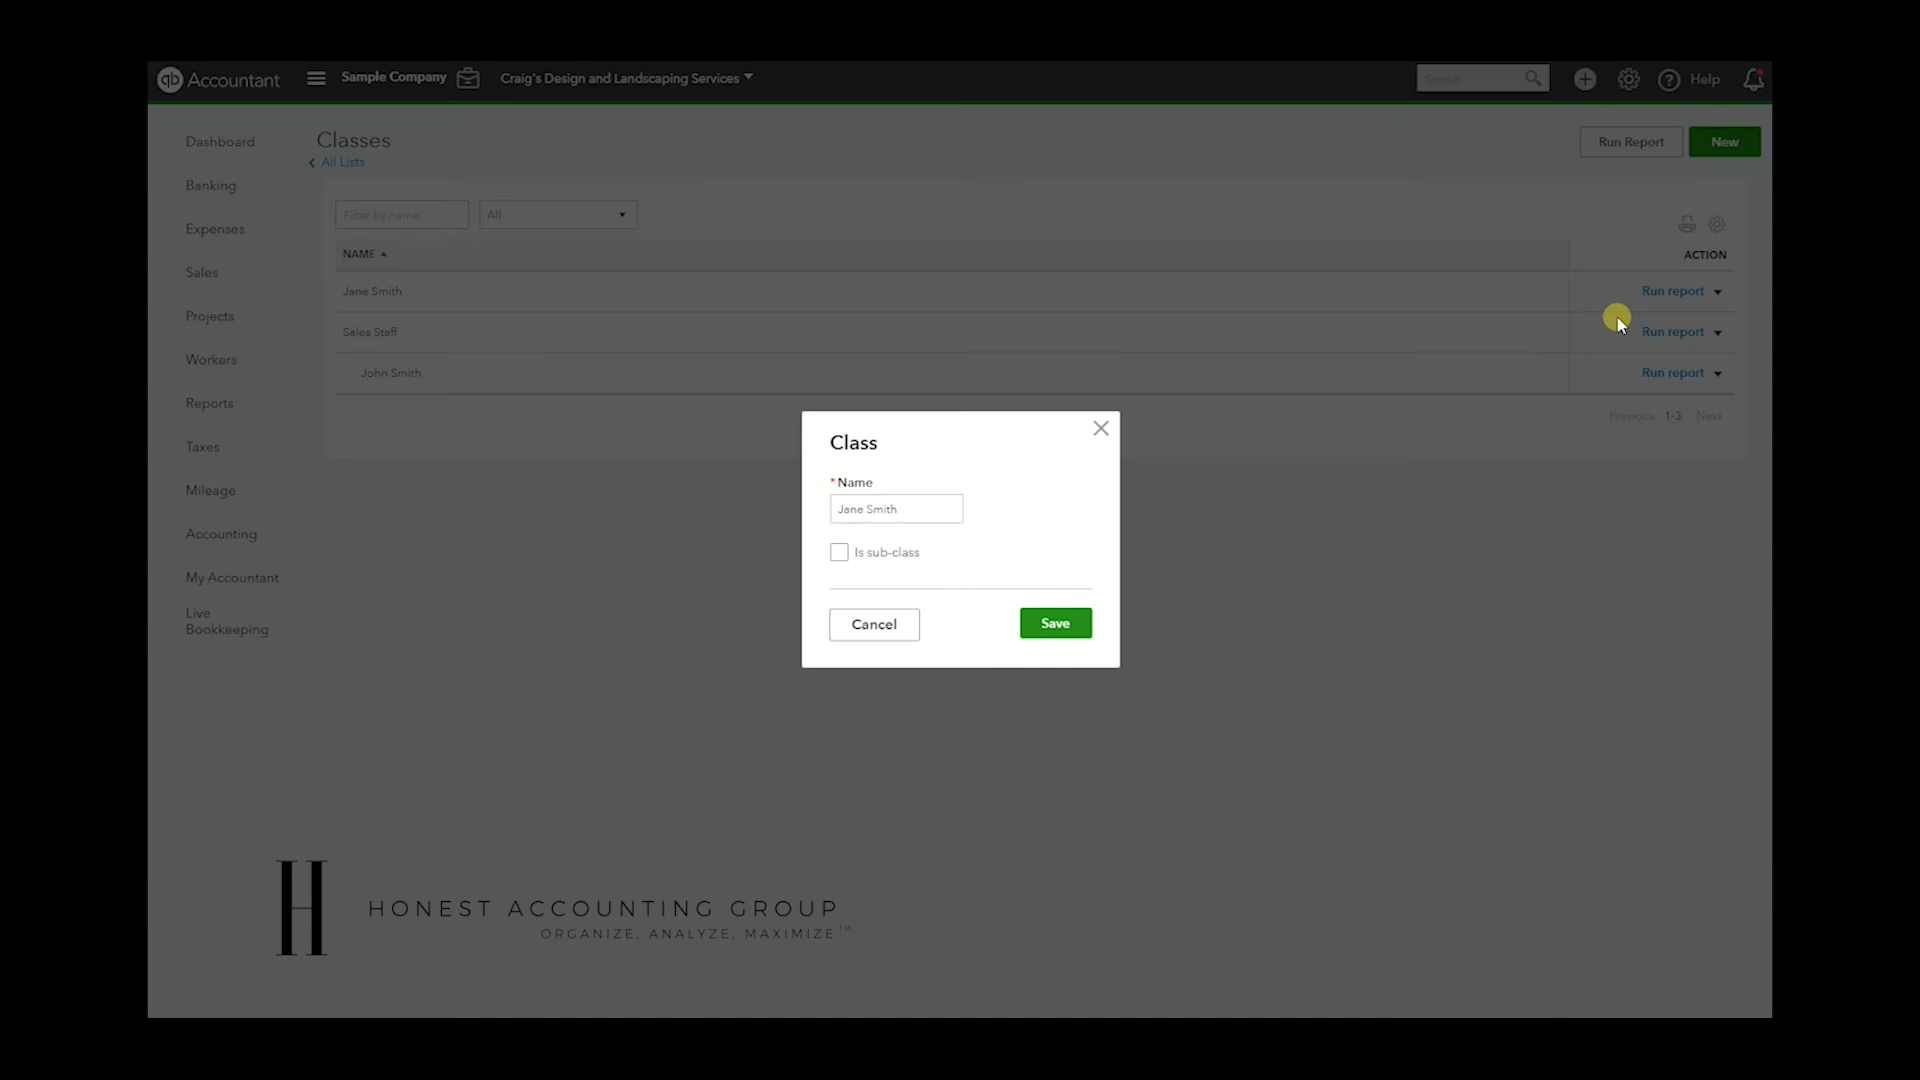 qb Accountant
Sample Company
Craig's Design and Landscaping Services
Search
Help
Dashboard
Banking
Expenses
Sales
Projects
Workers
Reports
Taxes
Mileage
Accounting
My Accountant
Live
Bookkeeping
Classes
All Lists
Run Report
New
Filter by name
All
NAME
ACTION
Jane Smith
Run report
Sales Staff
Run report
John Smith
Run report
Previous 1-3 Next
Class
* Name
Jane Smith
Is sub-class
Cancel
Save
H
HONEST ACCOUNTING GROUP
ORGANIZE. ANALYZE. MAXIMIZE.™